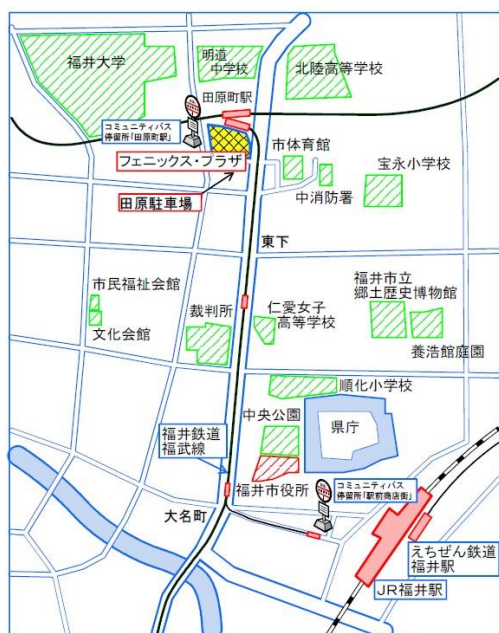 福井大学
明道
中学校
北陸高等学校
田原町駅
コミュニティバス
停留所「田原町駅」
フェニックス・プラザ
市体育館
宝永小学校
中消防署
田原駐車場
東下
市民福祉会館
文化会館
裁判所
仁愛女子
高等学校
福井市立
郷土歴史博物館
養浩館庭園
順化小学校
中央公園
県庁
福井鉄道
福武線
福井市役所
コミュニティバス
停留所「駅前商店街」
大名町
えちぜん鉄道
福井駅
JR福井駅